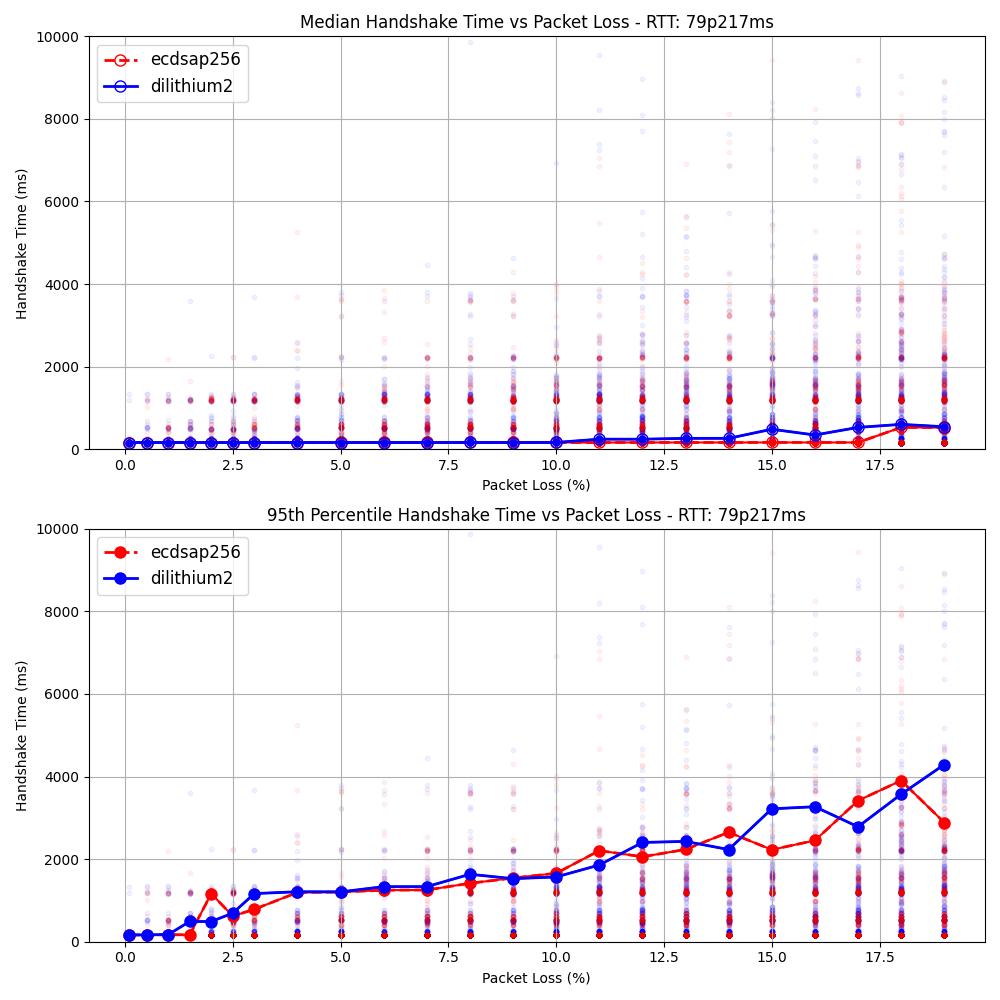 Median Handshake Time vs Packet Loss - RTT: 79p217ms
10000
8000
6000
4000
2000
0
Handshake Time (ms)
ecdsap256
dilithium2
0.0 2.5 5.0 7.5 10.0 12.5 15.0 17.5
Packet Loss (%)
95th Percentile Handshake Time vs Packet Loss - RTT: 79p217ms
10000
8000
6000
4000
2000
0
Handshake Time (ms)
ecdsap256
dilithium2
0.0 2.5 5.0 7.5 10.0 12.5 15.0 17.5
Packet Loss (%)